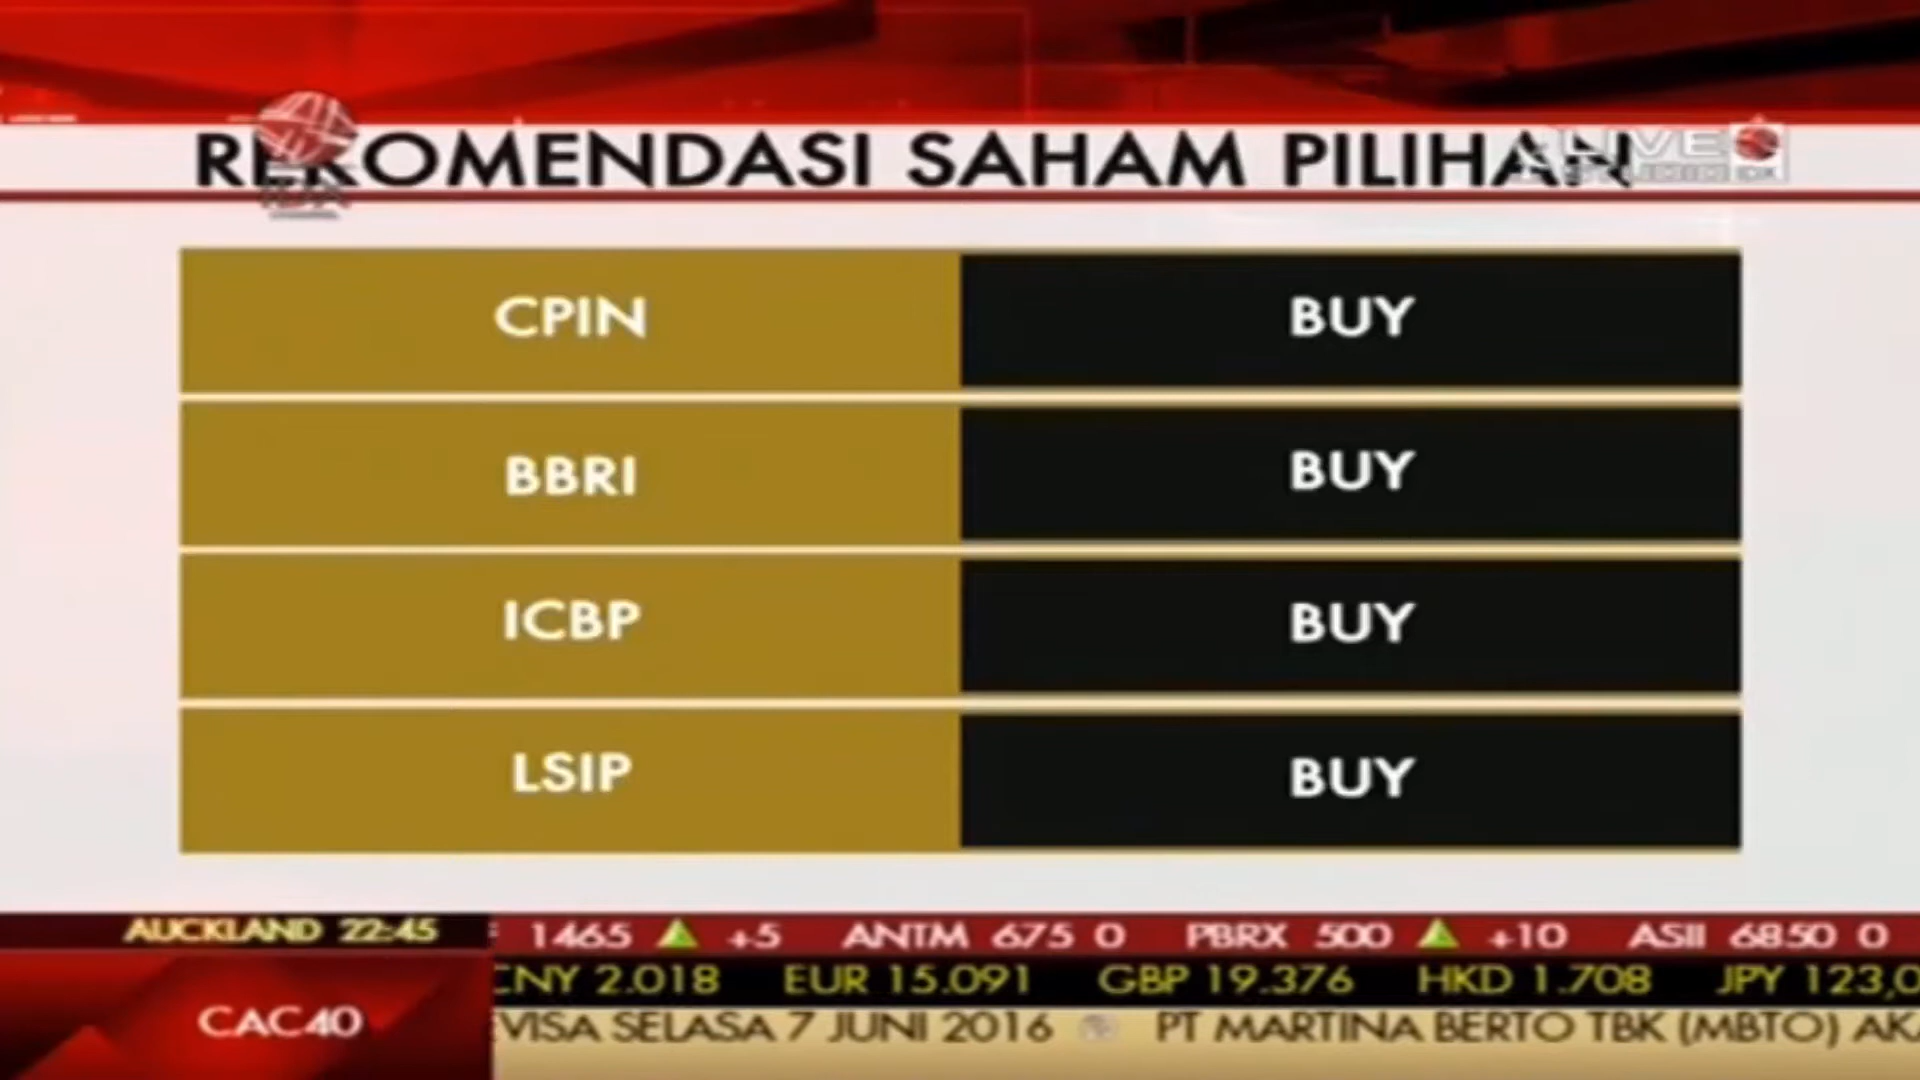 REKOMENDASI SAHAM PILIHAN
LIVE
CPIN BUY
BBRI BUY
ICBP BUY
LSIP BUY
AUCKLAND 22:45
1465 +5 ANTM 675 0 PBRX 500 +10 ASII 6850 0
CNY 2.018 EUR 15.091 GBP 19.376 HKD 1.708 JPY 123,0
CAC40
VISA SELASA 7 JUNI 2016 PT MARTINA BERTO TBK (MBTO) AKA